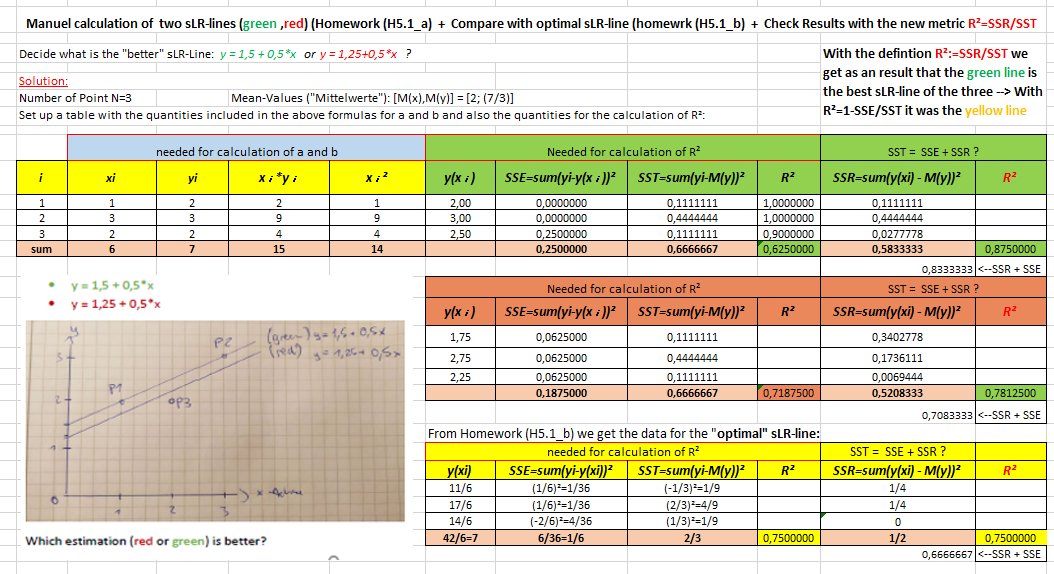 Manuel calculation of two sLR-lines (green ,red) (Homework (H5.1_a) + Compare with optimal sLR-line (homewrk (H5.1_b) + Check Results with the new metric R²=SSR/SST
Decide what is the "better" sLR-Line: y = 1,5 + 0,5*x or y = 1,25+0,5*x ?
With the defintion R²:=SSR/SST we
get as an result that the green line is
the best sLR-line of the three --> With
R²=1-SSE/SST it was the yellow line
Solution:
Number of Point N=3 Mean-Values ("Mittelwerte"): [M(x),M(y)] = [2; (7/3)]
Set up a table with the quantities included in the above formulas for a and b and also the quantities for the calculation of R²:
needed for calculation of a and b Needed for calculation of R² SST = SSE + SSR ?
i xi yi x i *y i x i ² y(x i) SSE=sum(yi-y(x i))² SST=sum(yi-M(y))² R² SSR=sum(y(xi) - M(y))² R²
1 1 2 2 1 2,00 0,0000000 0,1111111 1,0000000 0,1111111
2 3 3 9 9 3,00 0,0000000 0,4444444 1,0000000 0,4444444
3 2 2 4 4 2,50 0,2500000 0,1111111 0,9000000 0,0277778
sum 6 7 15 14 0,2500000 0,6666667 0,6250000 0,5833333 0,8750000
0,8333333 <--SSR + SSE
y = 1,5 + 0,5*x
y = 1,25 + 0,5*x
Needed for calculation of R² SST = SSE + SSR ?
y(x i) SSE=sum(yi-y(x i))² SST=sum(yi-M(y))² R² SSR=sum(y(xi) - M(y))² R²
1,75 0,0625000 0,1111111 0,3402778
2,75 0,0625000 0,4444444 0,1736111
2,25 0,0625000 0,1111111 0,0069444
0,1875000 0,6666667 0,7187500 0,5208333 0,7812500
0,7083333 <--SSR + SSE
y
P2 (green) y = 1,5 + 0,5x
(red) y = 1,25 + 0,5x
3
P1
2
P3
1
0
x
1 2 3
From Homework (H5.1_b) we get the data for the "optimal" sLR-line:
needed for calculation of R² SST = SSE + SSR ?
y(xi) SSE=sum(yi-y(xi))² SST=sum(yi-M(y))² R² SSR=sum(y(xi) - M(y))² R²
11/6 (1/6)²=1/36 (-1/3)²=1/9 1/4
17/6 (1/6)²=1/36 (2/3)²=4/9 1/4
14/6 (-2/6)²=4/36 (1/3)²=1/9 0
42/6=7 6/36=1/6 2/3 0,7500000 1/2 0,7500000
0,6666667 <--SSR + SSE
Which estimation (red or green) is better?